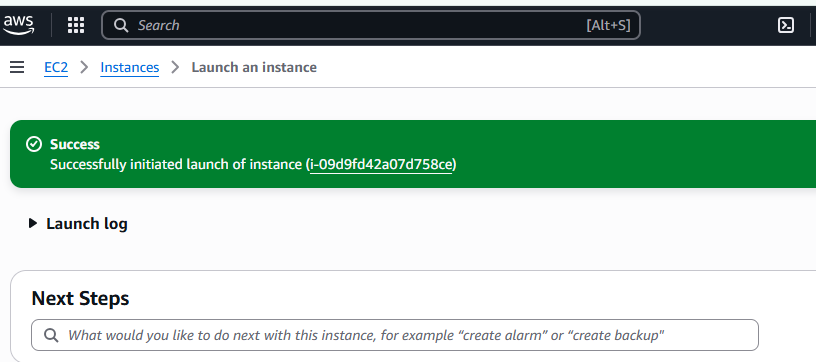 aws
Search [Alt+S]
EC2 Instances Launch an instance
Success
Successfully initiated launch of instance (i-09d9fd42a07d758ce)
Launch log
Next Steps
What would you like to do next with this instance, for example “create alarm” or “create backup"